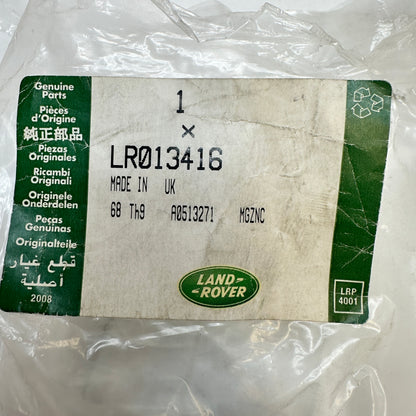 Genuine
Parts
Pièces
d'Origine
純正部品
Piezas
Originales
Ricambi
Originali
Originele
Onderdelen
Peças
Genuinas
Originalteile
قطع غيار
أصلية
2008
1
×
LR013416
MADE IN UK
68 Th9 A0513271 MGZNC
LAND-
-ROVER
LRP
4001